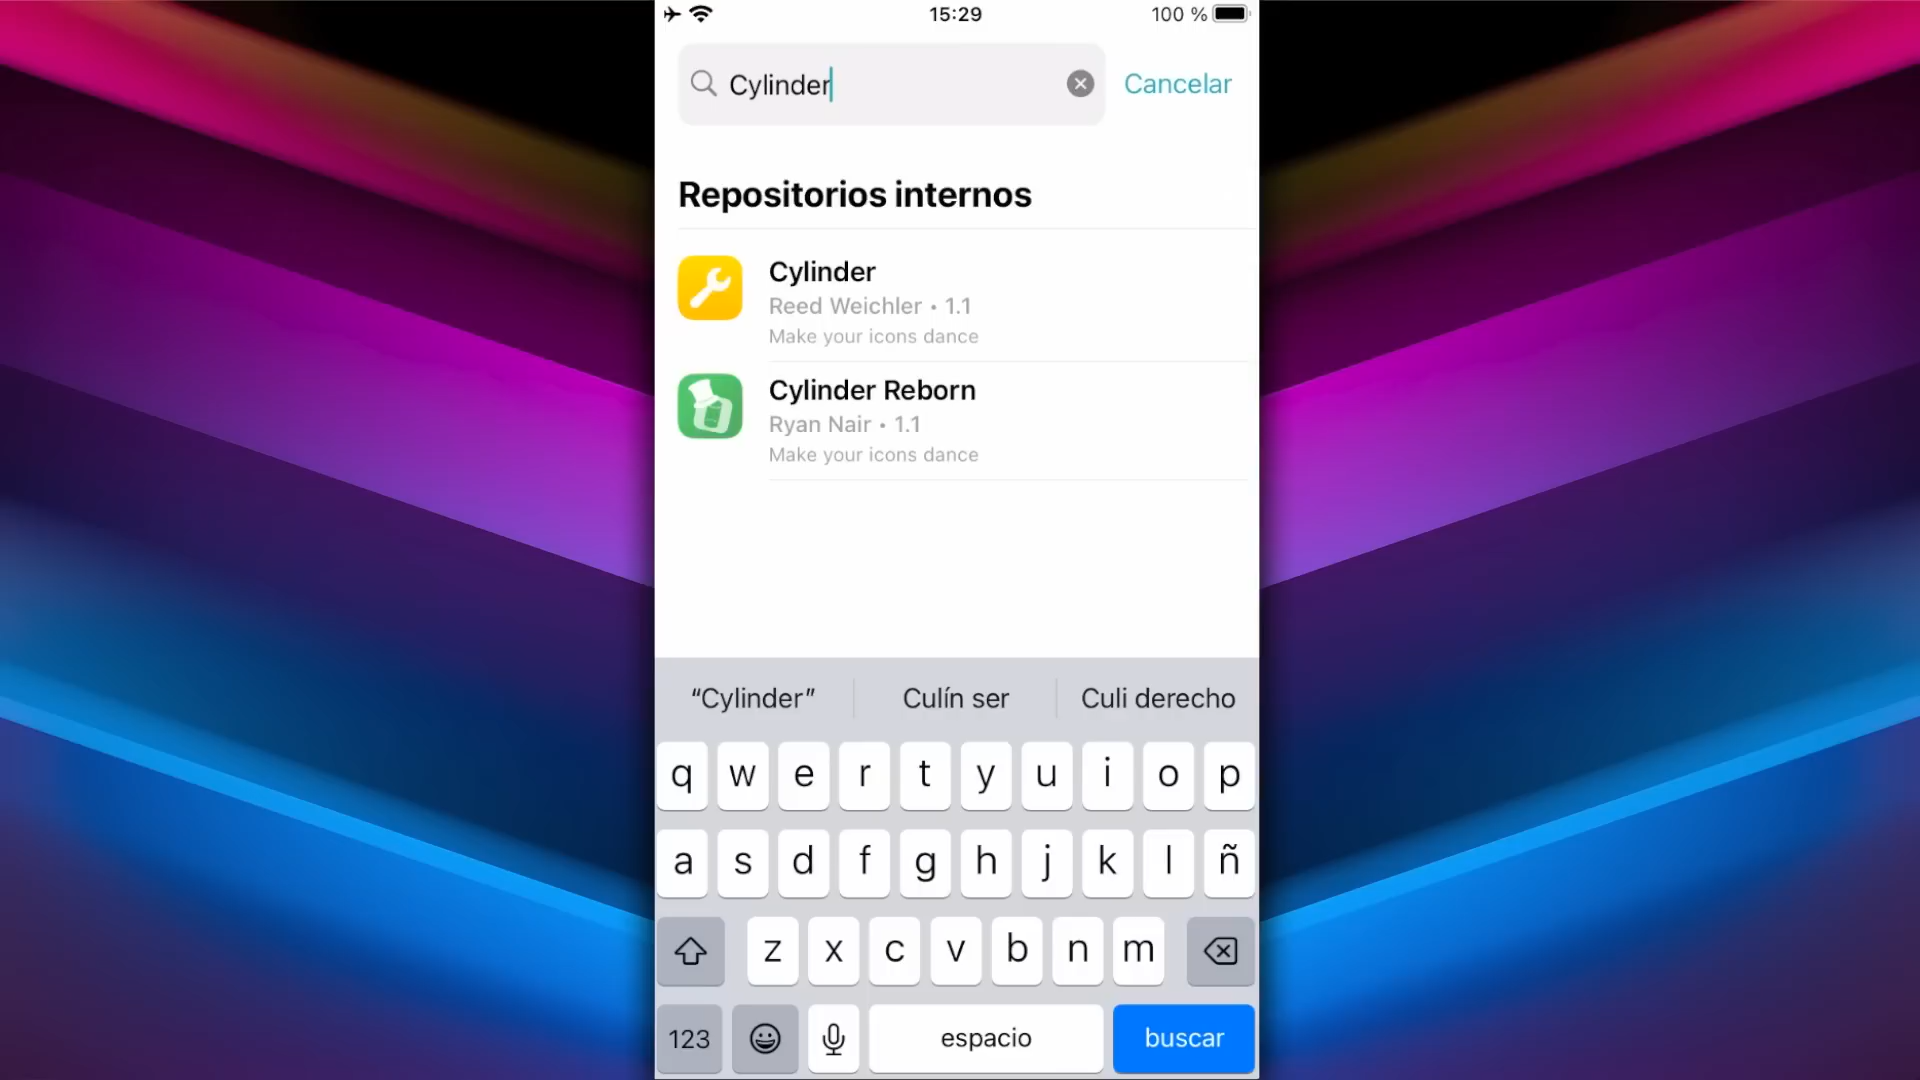 15:29
100 %
Cylinder
Cancelar
Repositorios internos
Cylinder
Reed Weichler • 1.1
Make your icons dance
Cylinder Reborn
Ryan Nair • 1.1
Make your icons dance
“Cylinder” Culín ser Culi derecho
q w e r t y u i o p
a s d f g h j k l ñ
z x c v b n m
123 espacio buscar